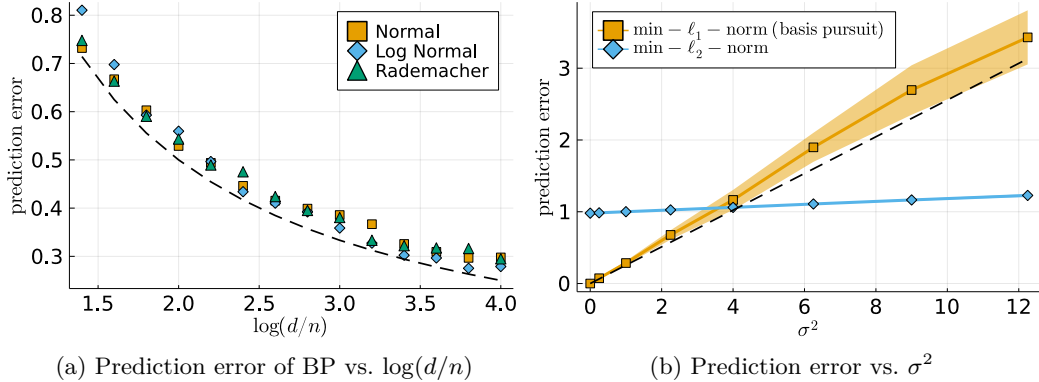 0.8
0.7
0.6
0.5
0.4
0.3
prediction error
1.5 2.0 2.5 3.0 3.5 4.0
log(d/n)
Normal
Log Normal
Rademacher
(a) Prediction error of BP vs. log(d/n)
3
2
1
0
prediction error
0 2 4 6 8 10 12
σ²
min − ℓ₁ − norm (basis pursuit)
min − ℓ₂ − norm
(b) Prediction error vs. σ²